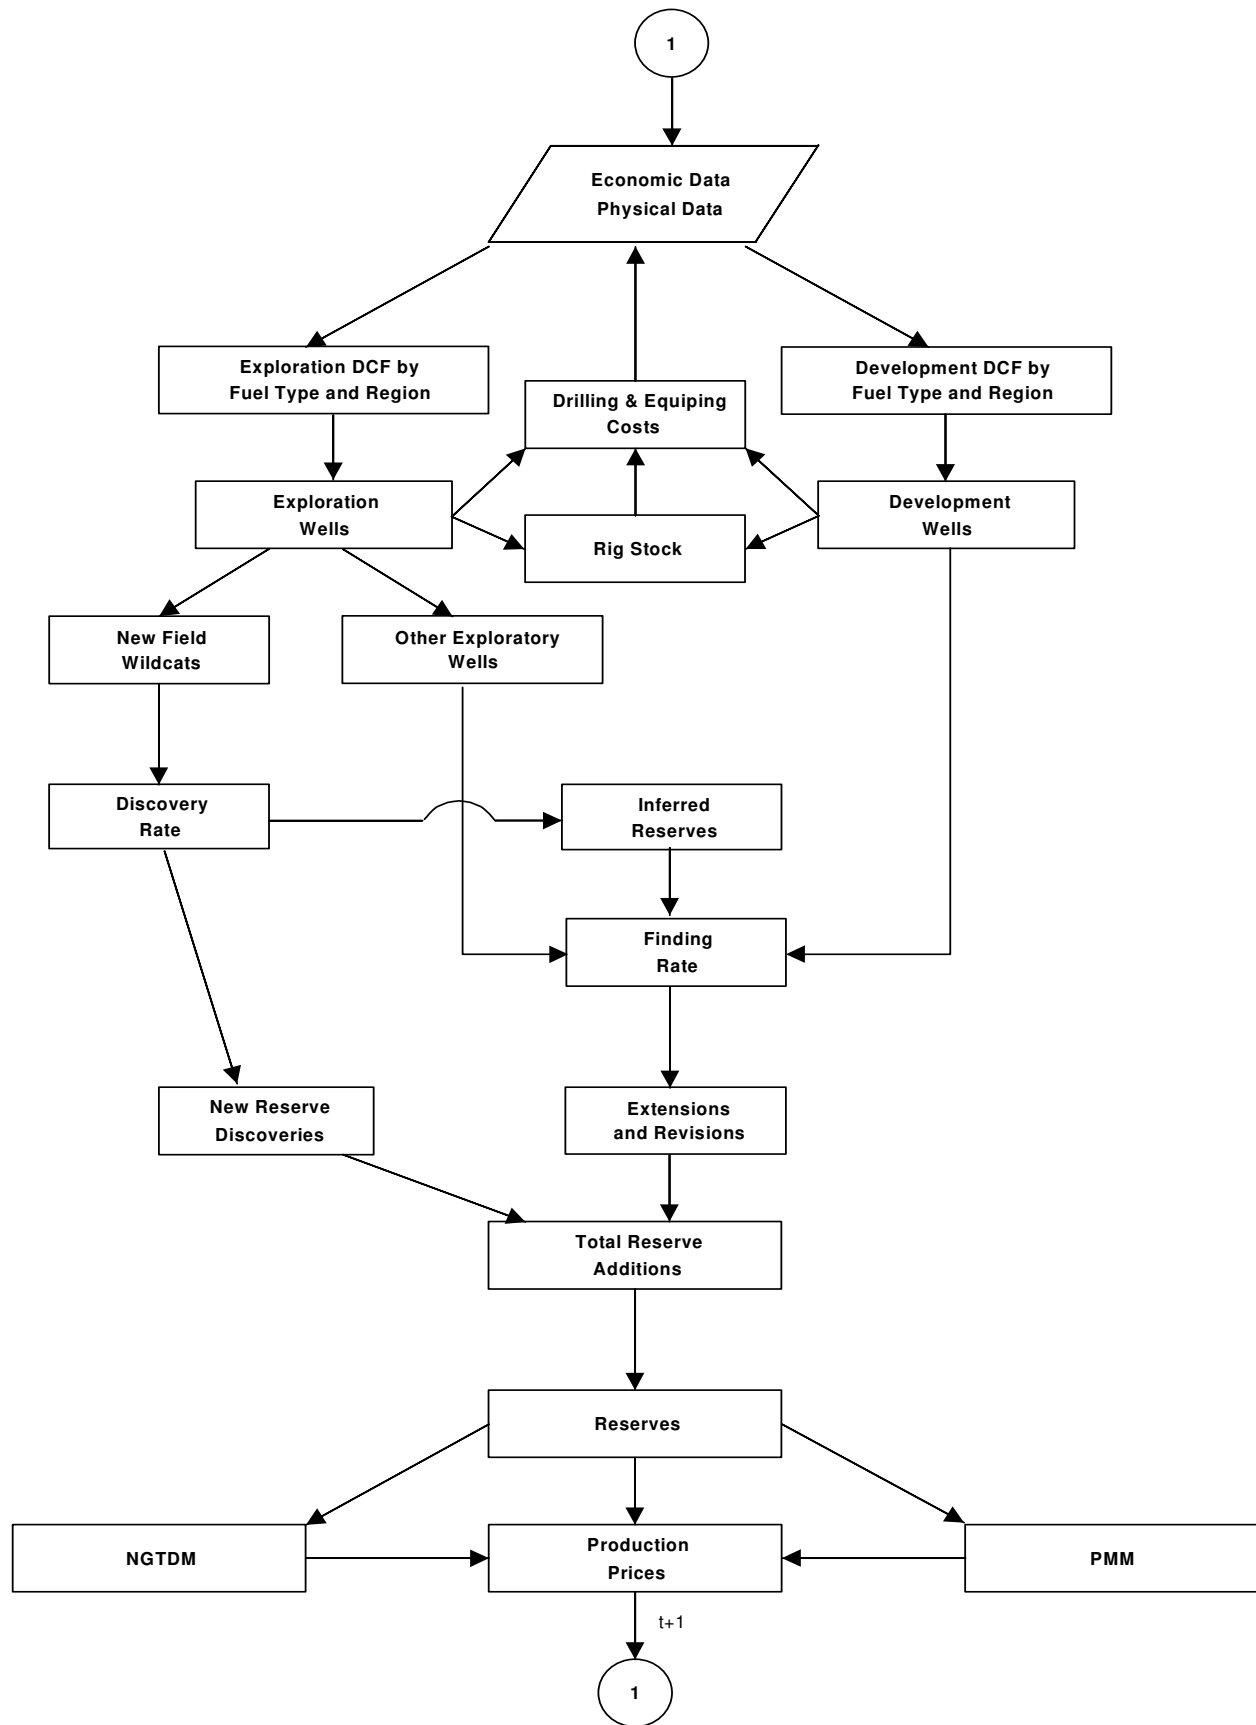 1
Economic Data
Physical Data
Exploration DCF by
Fuel Type and Region
Development DCF by
Fuel Type and Region
Drilling & Equiping
Costs
Exploration
Wells
Development
Wells
Rig Stock
New Field
Wildcats
Other Exploratory
Wells
Discovery
Rate
Inferred
Reserves
Finding
Rate
New Reserve
Discoveries
Extensions
and Revisions
Total Reserve
Additions
Reserves
NGTDM
Production
Prices
PMM
t+1
1